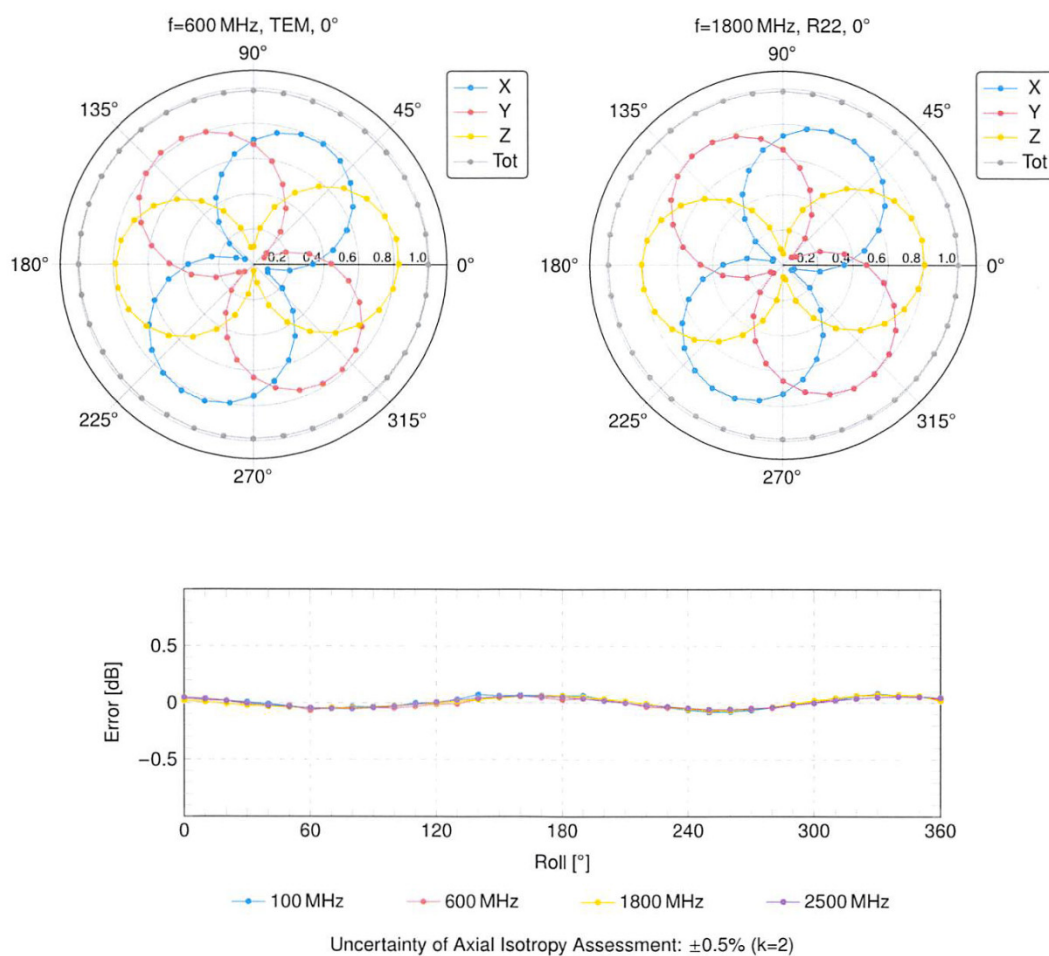 f=600 MHz, TEM, 0°
f=1800 MHz, R22, 0°
90°
135°
45°
X
Y
Z
Tot
180°
0.2 0.4 0.6 0.8 1.0
0°
225°
315°
270°
90°
135°
45°
X
Y
Z
Tot
180°
0.2 0.4 0.6 0.8 1.0
0°
225°
315°
270°
Error [dB]
0.5
0
−0.5
0 60 120 180 240 300 360
Roll [°]
100 MHz 600 MHz 1800 MHz 2500 MHz
Uncertainty of Axial Isotropy Assessment: ±0.5% (k=2)